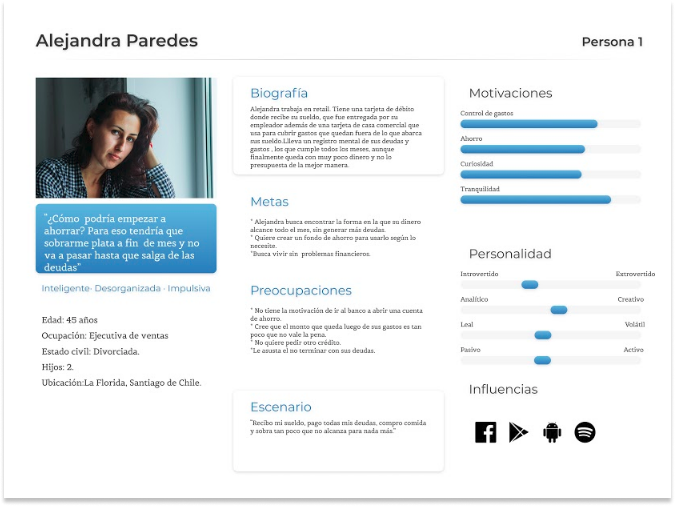 Alejandra Paredes
Persona 1
"¿Cómo podría empezar a
ahorrar? Para eso tendría que
sobrarme plata a fin de mes y no
va a pasar hasta que salga de las
deudas"
Inteligente· Desorganizada · Impulsiva
Edad: 45 años
Ocupación: Ejecutiva de ventas
Estado civil: Divorciada.
Hijos: 2.
Ubicación:La Florida, Santiago de Chile.
Biografía
Alejandra trabaja en retail. Tiene una tarjeta de débito
donde recibe su sueldo, que fue entregada por su
empleador además de una tarjeta de casa comercial que
usa para cubrir gastos que quedan fuera de lo que abarca
sus sueldo.Lleva un registro mental de sus deudas y
gastos , los que cumple todos los meses, aunque
finalmente queda con muy poco dinero y no lo
presupuesta de la mejor manera.
Metas
* Alejandra busca encontrar la forma en la que su dinero
alcance todo el mes, sin generar más deudas.
* Quiere crear un fondo de ahorro para usarlo según lo
necesite.
*Busca vivir sin problemas financieros.
Preocupaciones
* No tiene la motivación de ir al banco a abrir una cuenta
de ahorro.
* Cree que el monto que queda luego de sus gastos es tan
poco que no vale la pena.
* No quiere pedir otro crédito.
*Le asusta el no terminar con sus deudas.
Escenario
"Recibo mi sueldo, pago todas mis deudas, compro comida
y sobra tan poco que no alcanza para nada más."
Motivaciones
Control de gastos
Ahorro
Curiosidad
Tranquilidad
Personalidad
Introvertido Extrovertido
Analítico Creativo
Leal Volátil
Pasivo Activo
Influencias